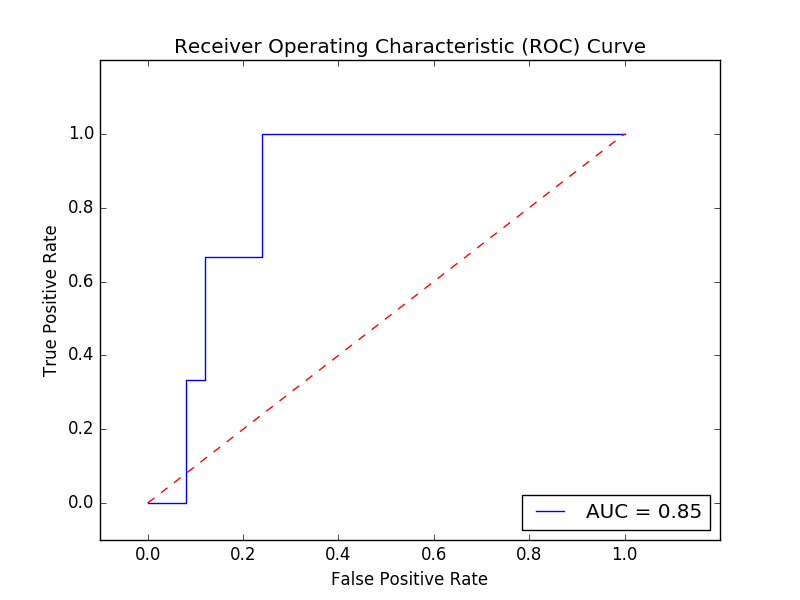 Receiver Operating Characteristic (ROC) Curve
1.0
0.8
0.6
0.4
0.2
0.0
True Positive Rate
0.0 0.2 0.4 0.6 0.8 1.0
False Positive Rate
AUC = 0.85